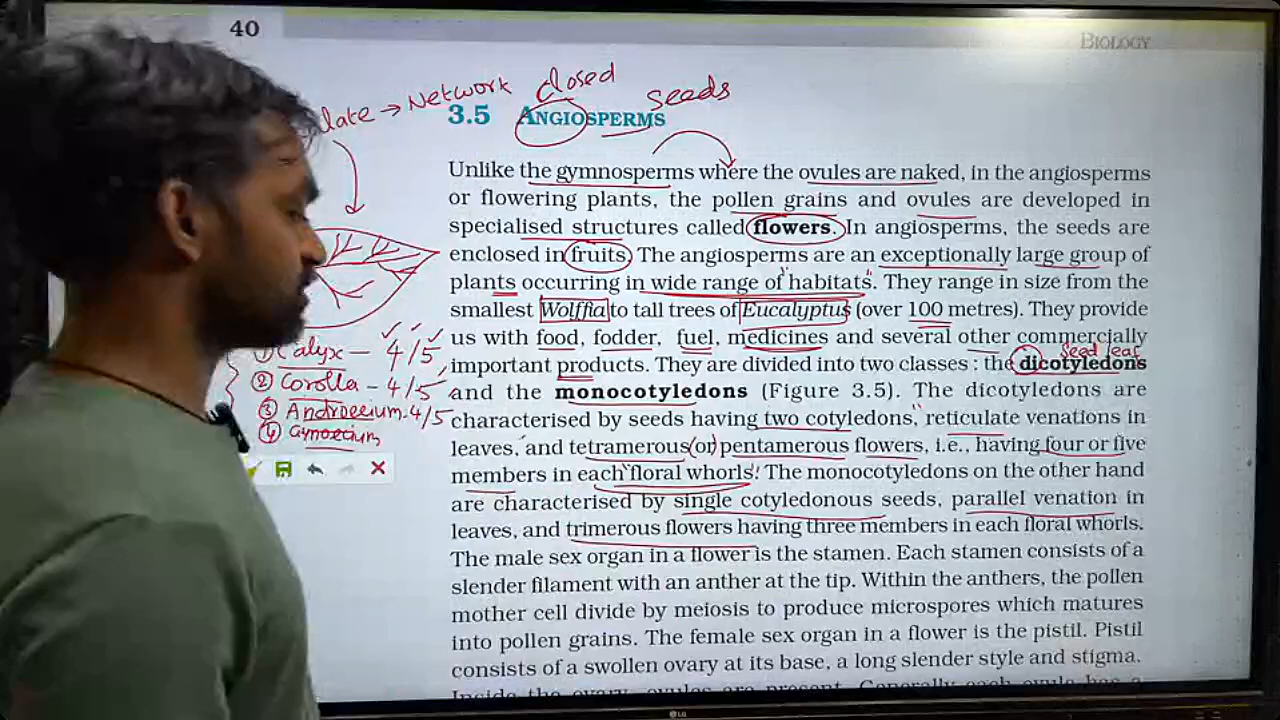 40
BIOLOGY
late → Network
closed
seeds
3.5 ANGIOSPERMS
Unlike the gymnosperms where the ovules are naked, in the angiosperms
or flowering plants, the pollen grains and ovules are developed in
specialised structures called flowers. In angiosperms, the seeds are
enclosed in fruits. The angiosperms are an exceptionally large group of
plants occurring in wide range of habitats. They range in size from the
smallest Wolffia to tall trees of Eucalyptus (over 100 metres). They provide
us with food, fodder, fuel, medicines and several other commercially
seed leaf
important products. They are divided into two classes : the dicotyledons
and the monocotyledons (Figure 3.5). The dicotyledons are
characterised by seeds having two cotyledons, reticulate venations in
leaves, and tetramerous (or) pentamerous flowers, i.e., having four or five
members in each floral whorls. The monocotyledons on the other hand
are characterised by single cotyledonous seeds, parallel venation in
leaves, and trimerous flowers having three members in each floral whorls.
The male sex organ in a flower is the stamen. Each stamen consists of a
slender filament with an anther at the tip. Within the anthers, the pollen
mother cell divide by meiosis to produce microspores which matures
into pollen grains. The female sex organ in a flower is the pistil. Pistil
consists of a swollen ovary at its base, a long slender style and stigma.
Inside the ovary, ovules are present. Generally each ovule has a
① Calyx – 4/5
② Corolla – 4/5
③ Androecium - 4/5
④ Gynoecium
LG